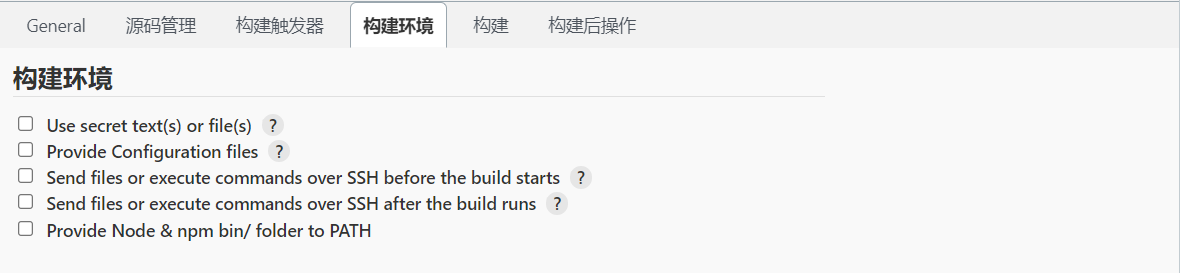 General 源码管理 构建触发器 构建环境 构建 构建后操作
构建环境
Use secret text(s) or file(s) ?
Provide Configuration files ?
Send files or execute commands over SSH before the build starts ?
Send files or execute commands over SSH after the build runs ?
Provide Node & npm bin/ folder to PATH